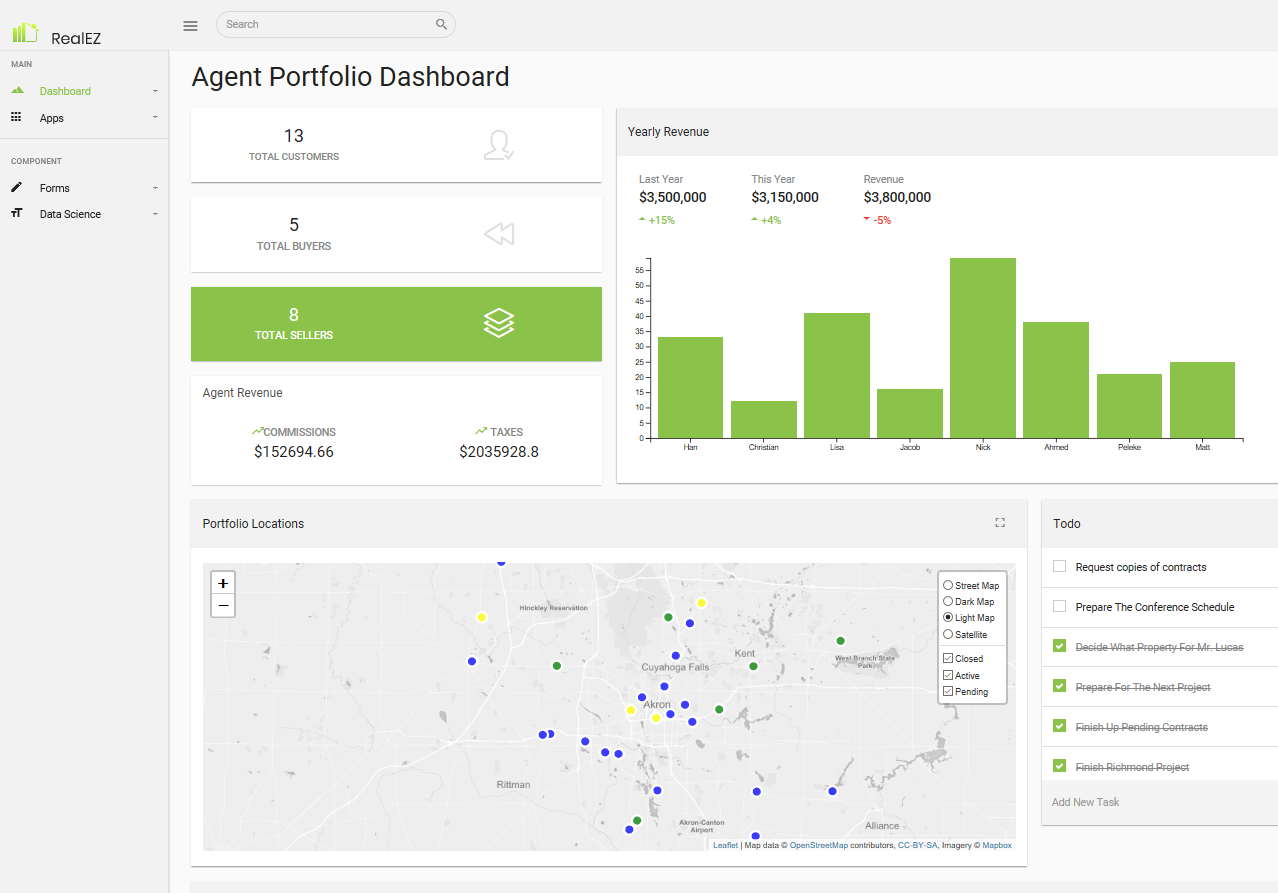 RealEZ
Search
MAIN
Dashboard
Apps
COMPONENT
Forms
Data Science
Agent Portfolio Dashboard
13
TOTAL CUSTOMERS
5
TOTAL BUYERS
8
TOTAL SELLERS
Agent Revenue
COMMISSIONS TAXES
$152694.66 $2035928.8
Yearly Revenue
Last Year This Year Revenue
$3,500,000 $3,150,000 $3,800,000
+15% +4% -5%
55
50
45
40
35
30
25
20
15
10
5
0
Han Christian Lisa Jacob Nick Ahmed Peleke Matt
Portfolio Locations
+
−
Hinckley Reservation
Kent
West Branch State
Park
Cuyahoga Falls
Akron
Rittman
Akron-Canton
Airport
Alliance
Street Map
Dark Map
Light Map
Satellite
Closed
Active
Pending
Leaflet | Map data © OpenStreetMap contributors, CC-BY-SA, Imagery © Mapbox
Todo
Request copies of contracts
Prepare The Conference Schedule
Decide What Property For Mr. Lucas
Prepare For The Next Project
Finish Up Pending Contracts
Finish Richmond Project
Add New Task